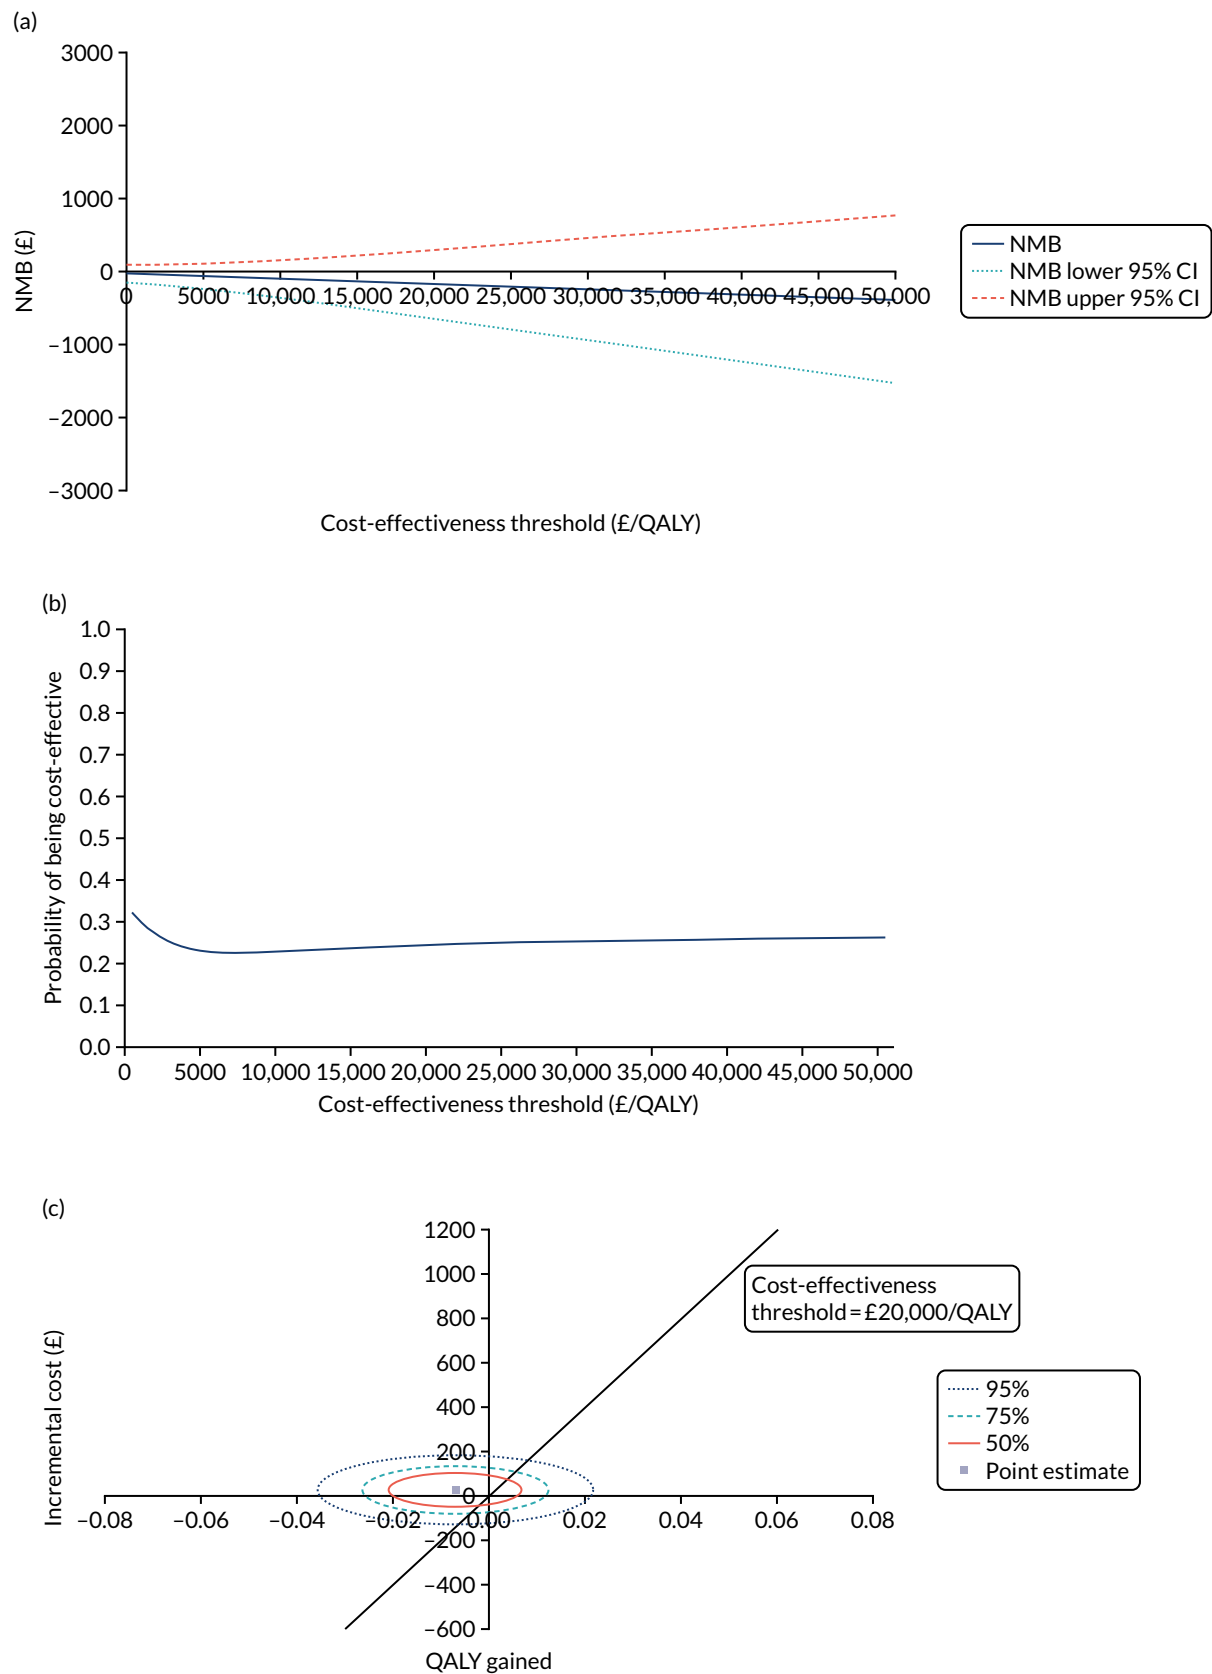 (a)
3000
2000
1000
0
−1000
−2000
−3000
NMB (£)
0 5000 10,000 15,000 20,000 25,000 30,000 35,000 40,000 45,000 50,000
Cost-effectiveness threshold (£/QALY)
NMB
NMB lower 95% CI
NMB upper 95% CI
(b)
1.0
0.9
0.8
0.7
0.6
0.5
0.4
0.3
0.2
0.1
0.0
Probability of being cost-effective
0 5000 10,000 15,000 20,000 25,000 30,000 35,000 40,000 45,000 50,000
Cost-effectiveness threshold (£/QALY)
(c)
1200
1000
800
600
400
200
0
−200
−400
−600
Incremental cost (£)
−0.08 −0.06 −0.04 −0.02 0.00 0.02 0.04 0.06 0.08
QALY gained
Cost-effectiveness
threshold = £20,000/QALY
95%
75%
50%
Point estimate